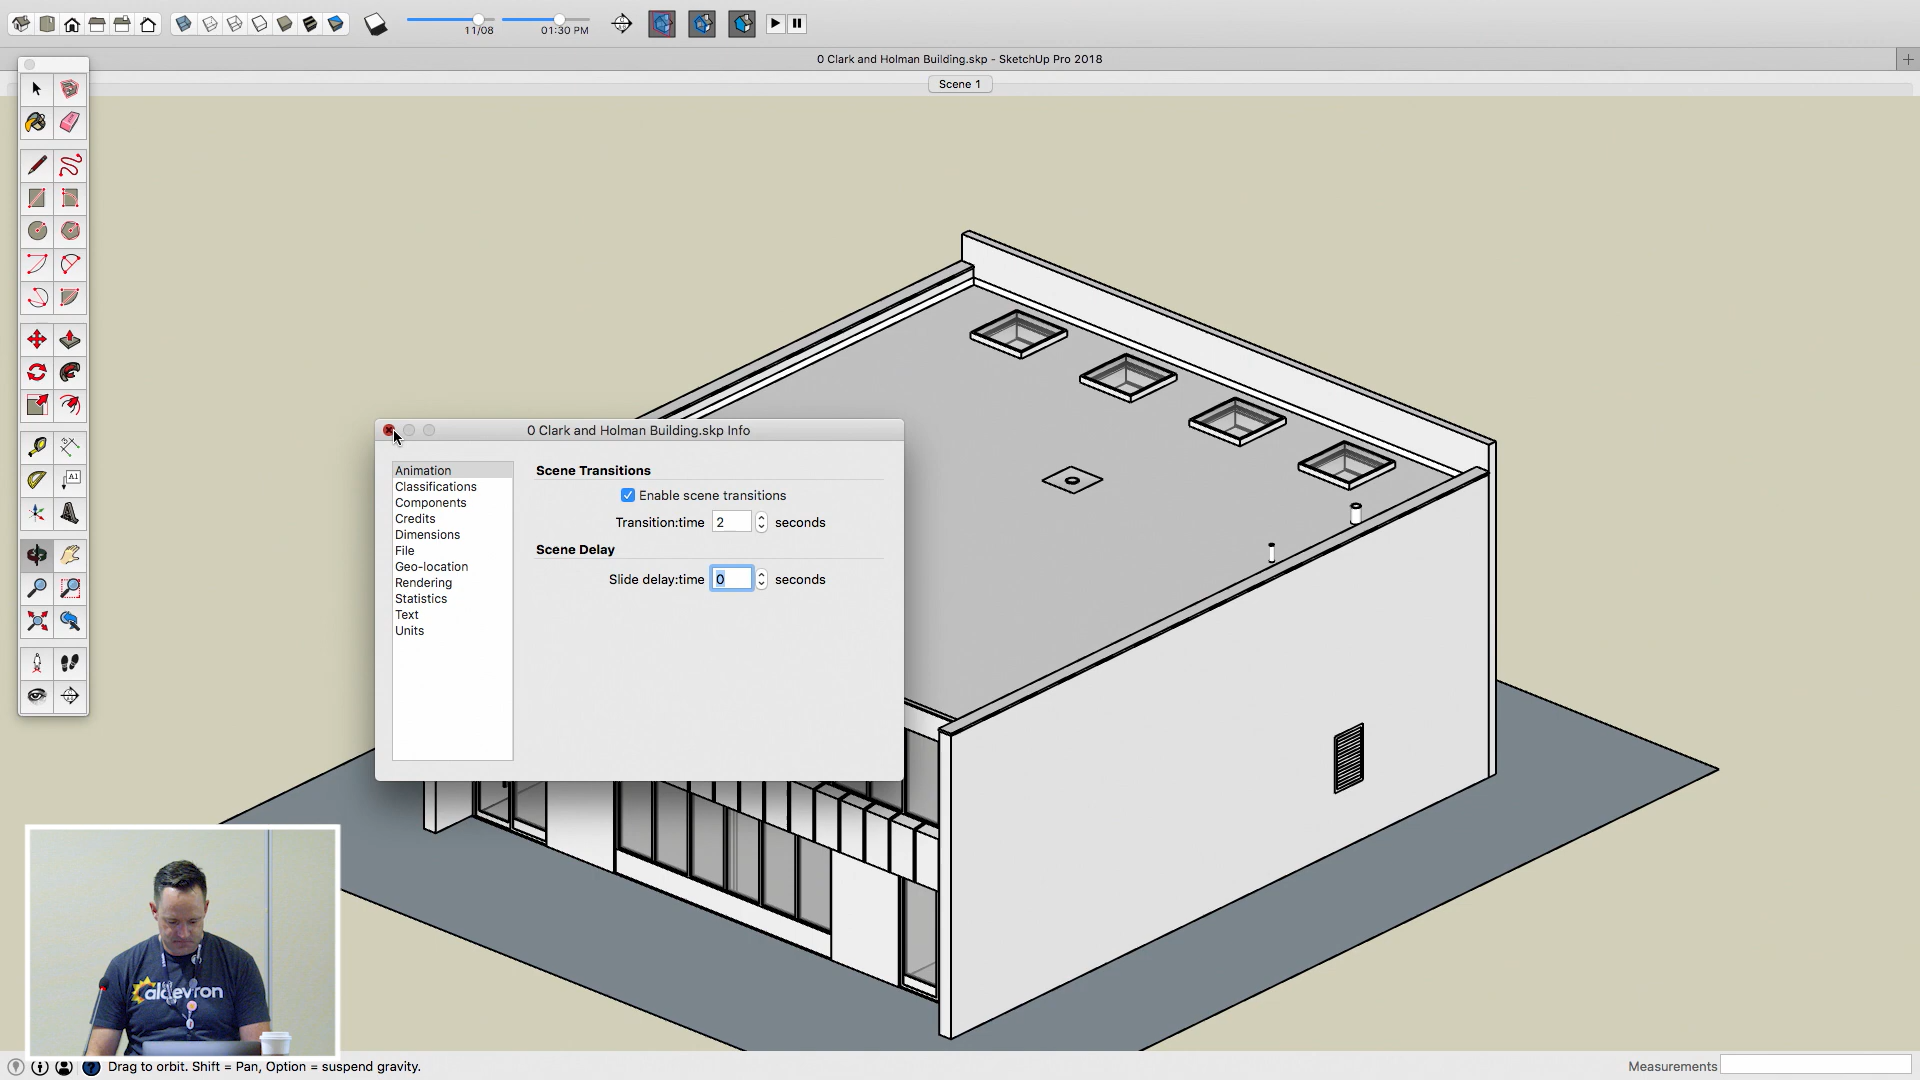 11/08
01:30 PM
0 Clark and Holman Building.skp - SketchUp Pro 2018
Scene 1
A1
0 Clark and Holman Building.skp Info
Animation
Classifications
Components
Credits
Dimensions
File
Geo-location
Rendering
Statistics
Text
Units
Scene Transitions
Enable scene transitions
Transition:time 2 seconds
Scene Delay
Slide delay:time 0 seconds
aldevron
Drag to orbit. Shift = Pan, Option = suspend gravity.
Measurements